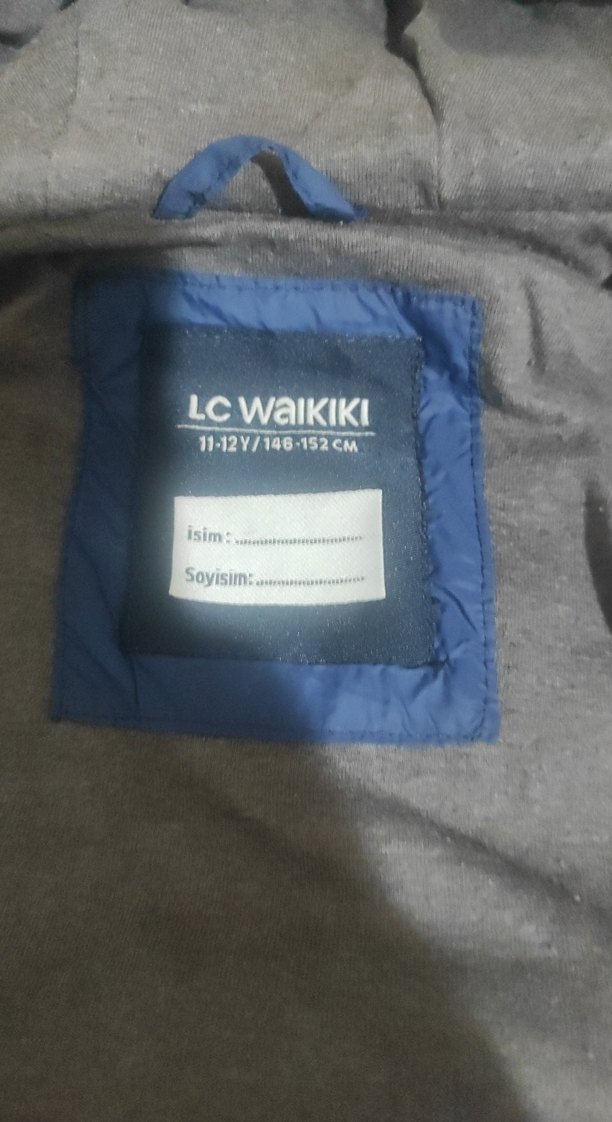 LC WAIKIKI
11-12Y/146-152 CM
isim:......................
Soyisim:......................